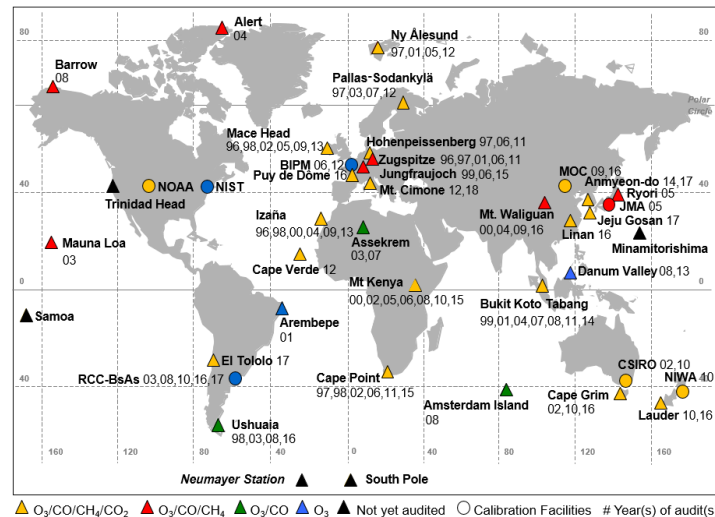 Alert
04
Ny Ålesund
97,01,05,12
80
80
Barrow
08
Pallas-Sodankylä
97,03,07,12
Polar
Circle
Mace Head
96,98,02,05,09,13
Hohenpeissenberg 97,06,11
BIPM 06,12
Zugspitze 96,97,01,06,11
Puy de Dôme 16
Jungfraujoch 99,06,15
Mt. Cimone 12,18
MOC 09,16
Anmyeon-do 14,17
Ryori 05
JMA 05
NOAA
NIST
Trinidad Head
40
40
Izaña
96,98,00,04,09,13
Mt. Waliguan
00,04,09,16
Jeju Gosan 17
Linan 16
Minamitorishima
Mauna Loa
03
Assekrem
03,07
Cape Verde 12
Danum Valley 08,13
Mt Kenya
00,02,05,06,08,10,15
0
0
Bukit Koto Tabang
99,01,04,07,08,11,14
Samoa
Arembepe
01
El Tololo 17
RCC-BsAs 03,08,10,16,17
Cape Point
97,98,02,06,11,15
CSIRO 02,10
NIWA
40
40
Amsterdam Island
08
Cape Grim
02,10,16
Lauder 10,16
Ushuaia
98,03,08,16
160
120
80
40
0
40
80
120
160
Neumayer Station
South Pole
O₃/CO/CH₄/CO₂
O₃/CO/CH₄
O₃/CO
O₃
Not yet audited
Calibration Facilities
# Year(s) of audit(s